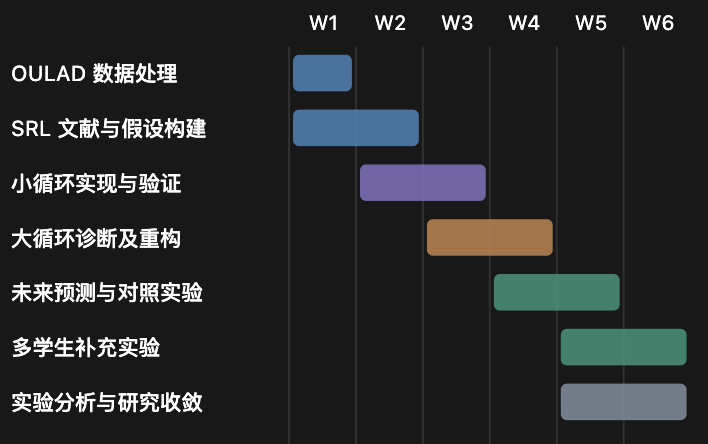 W1 W2 W3 W4 W5 W6
OULAD 数据处理
SRL 文献与假设构建
小循环实现与验证
大循环诊断及重构
未来预测与对照实验
多学生补充实验
实验分析与研究收敛